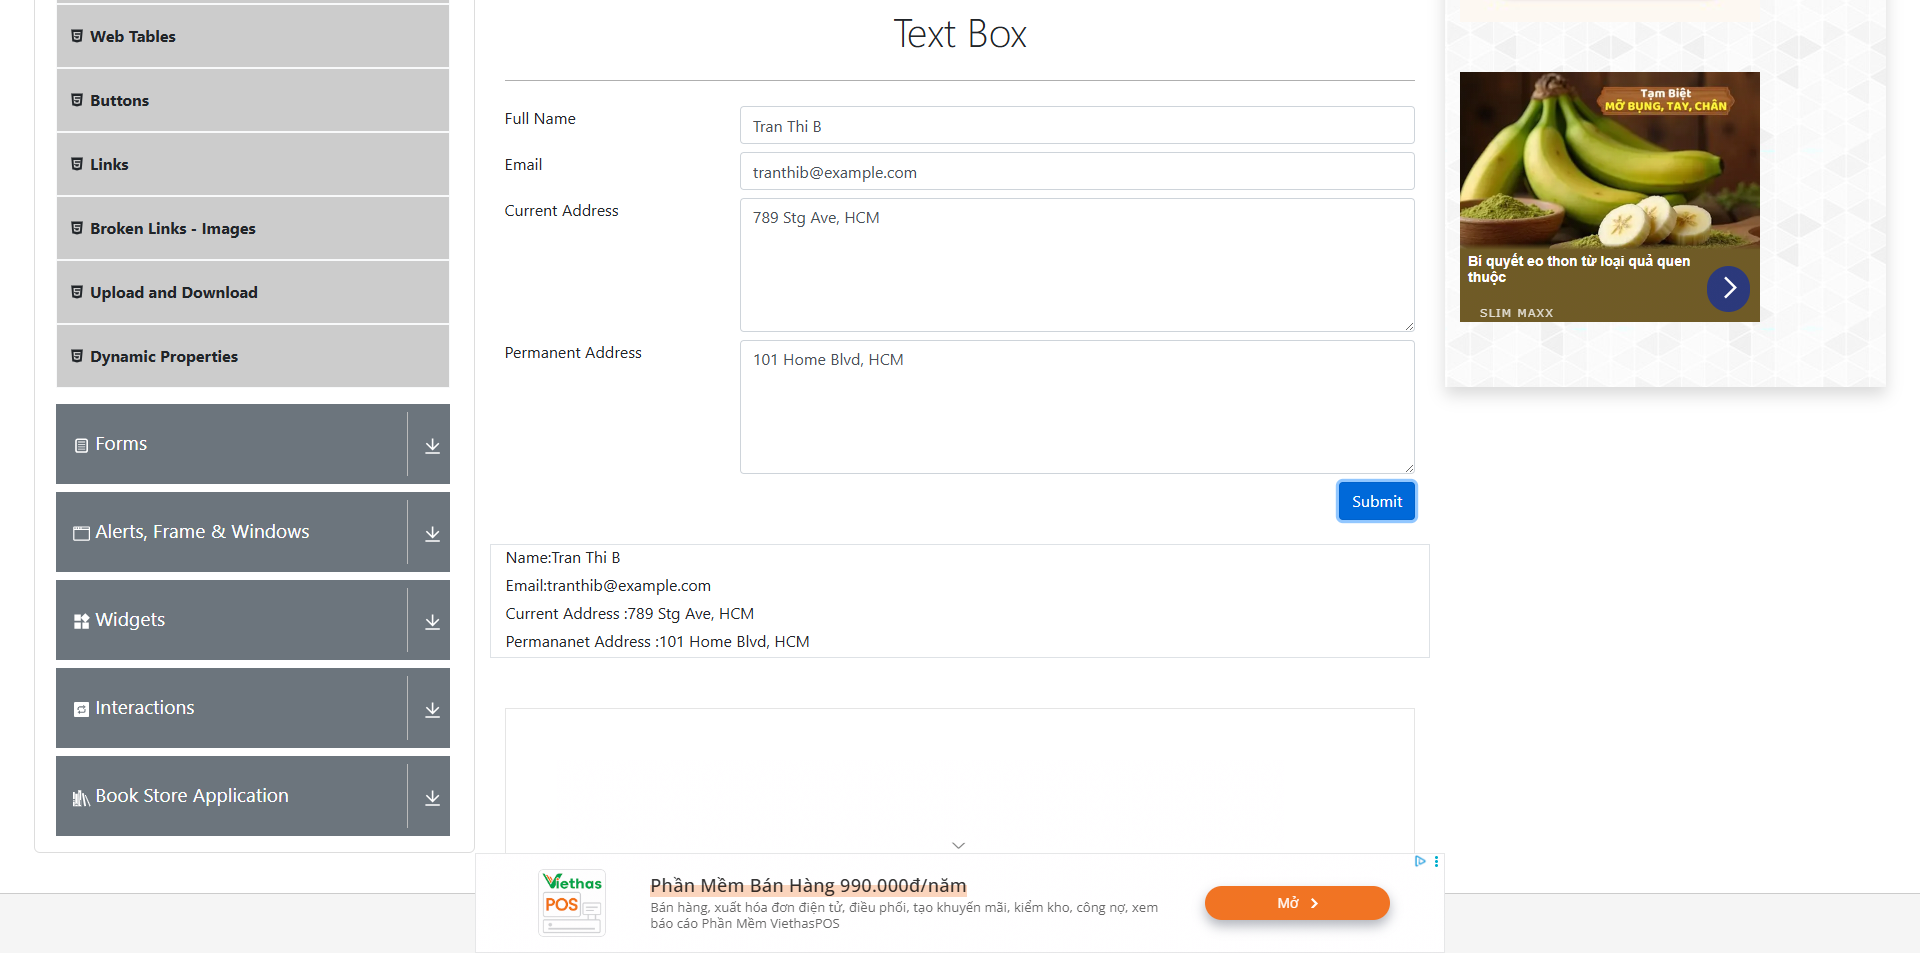 Web Tables
Buttons
Links
Broken Links - Images
Upload and Download
Dynamic Properties
Forms
Alerts, Frame & Windows
Widgets
Interactions
Book Store Application
Text Box
Full Name
Tran Thi B
Email
tranthib@example.com
Current Address
789 Stg Ave, HCM
Permanent Address
101 Home Blvd, HCM
Submit
Name:Tran Thi B
Email:tranthib@example.com
Current Address :789 Stg Ave, HCM
Permananet Address :101 Home Blvd, HCM
Tạm Biệt
MỠ BỤNG, TAY, CHÂN
Bí quyết eo thon từ loại quả quen
thuộc
SLIM MAXX
Viethas
POS
Phần Mềm Bán Hàng 990.000đ/năm
Bán hàng, xuất hóa đơn điện tử, điều phối, tạo khuyến mãi, kiểm kho, công nợ, xem
báo cáo Phần Mềm ViethasPOS
Mở